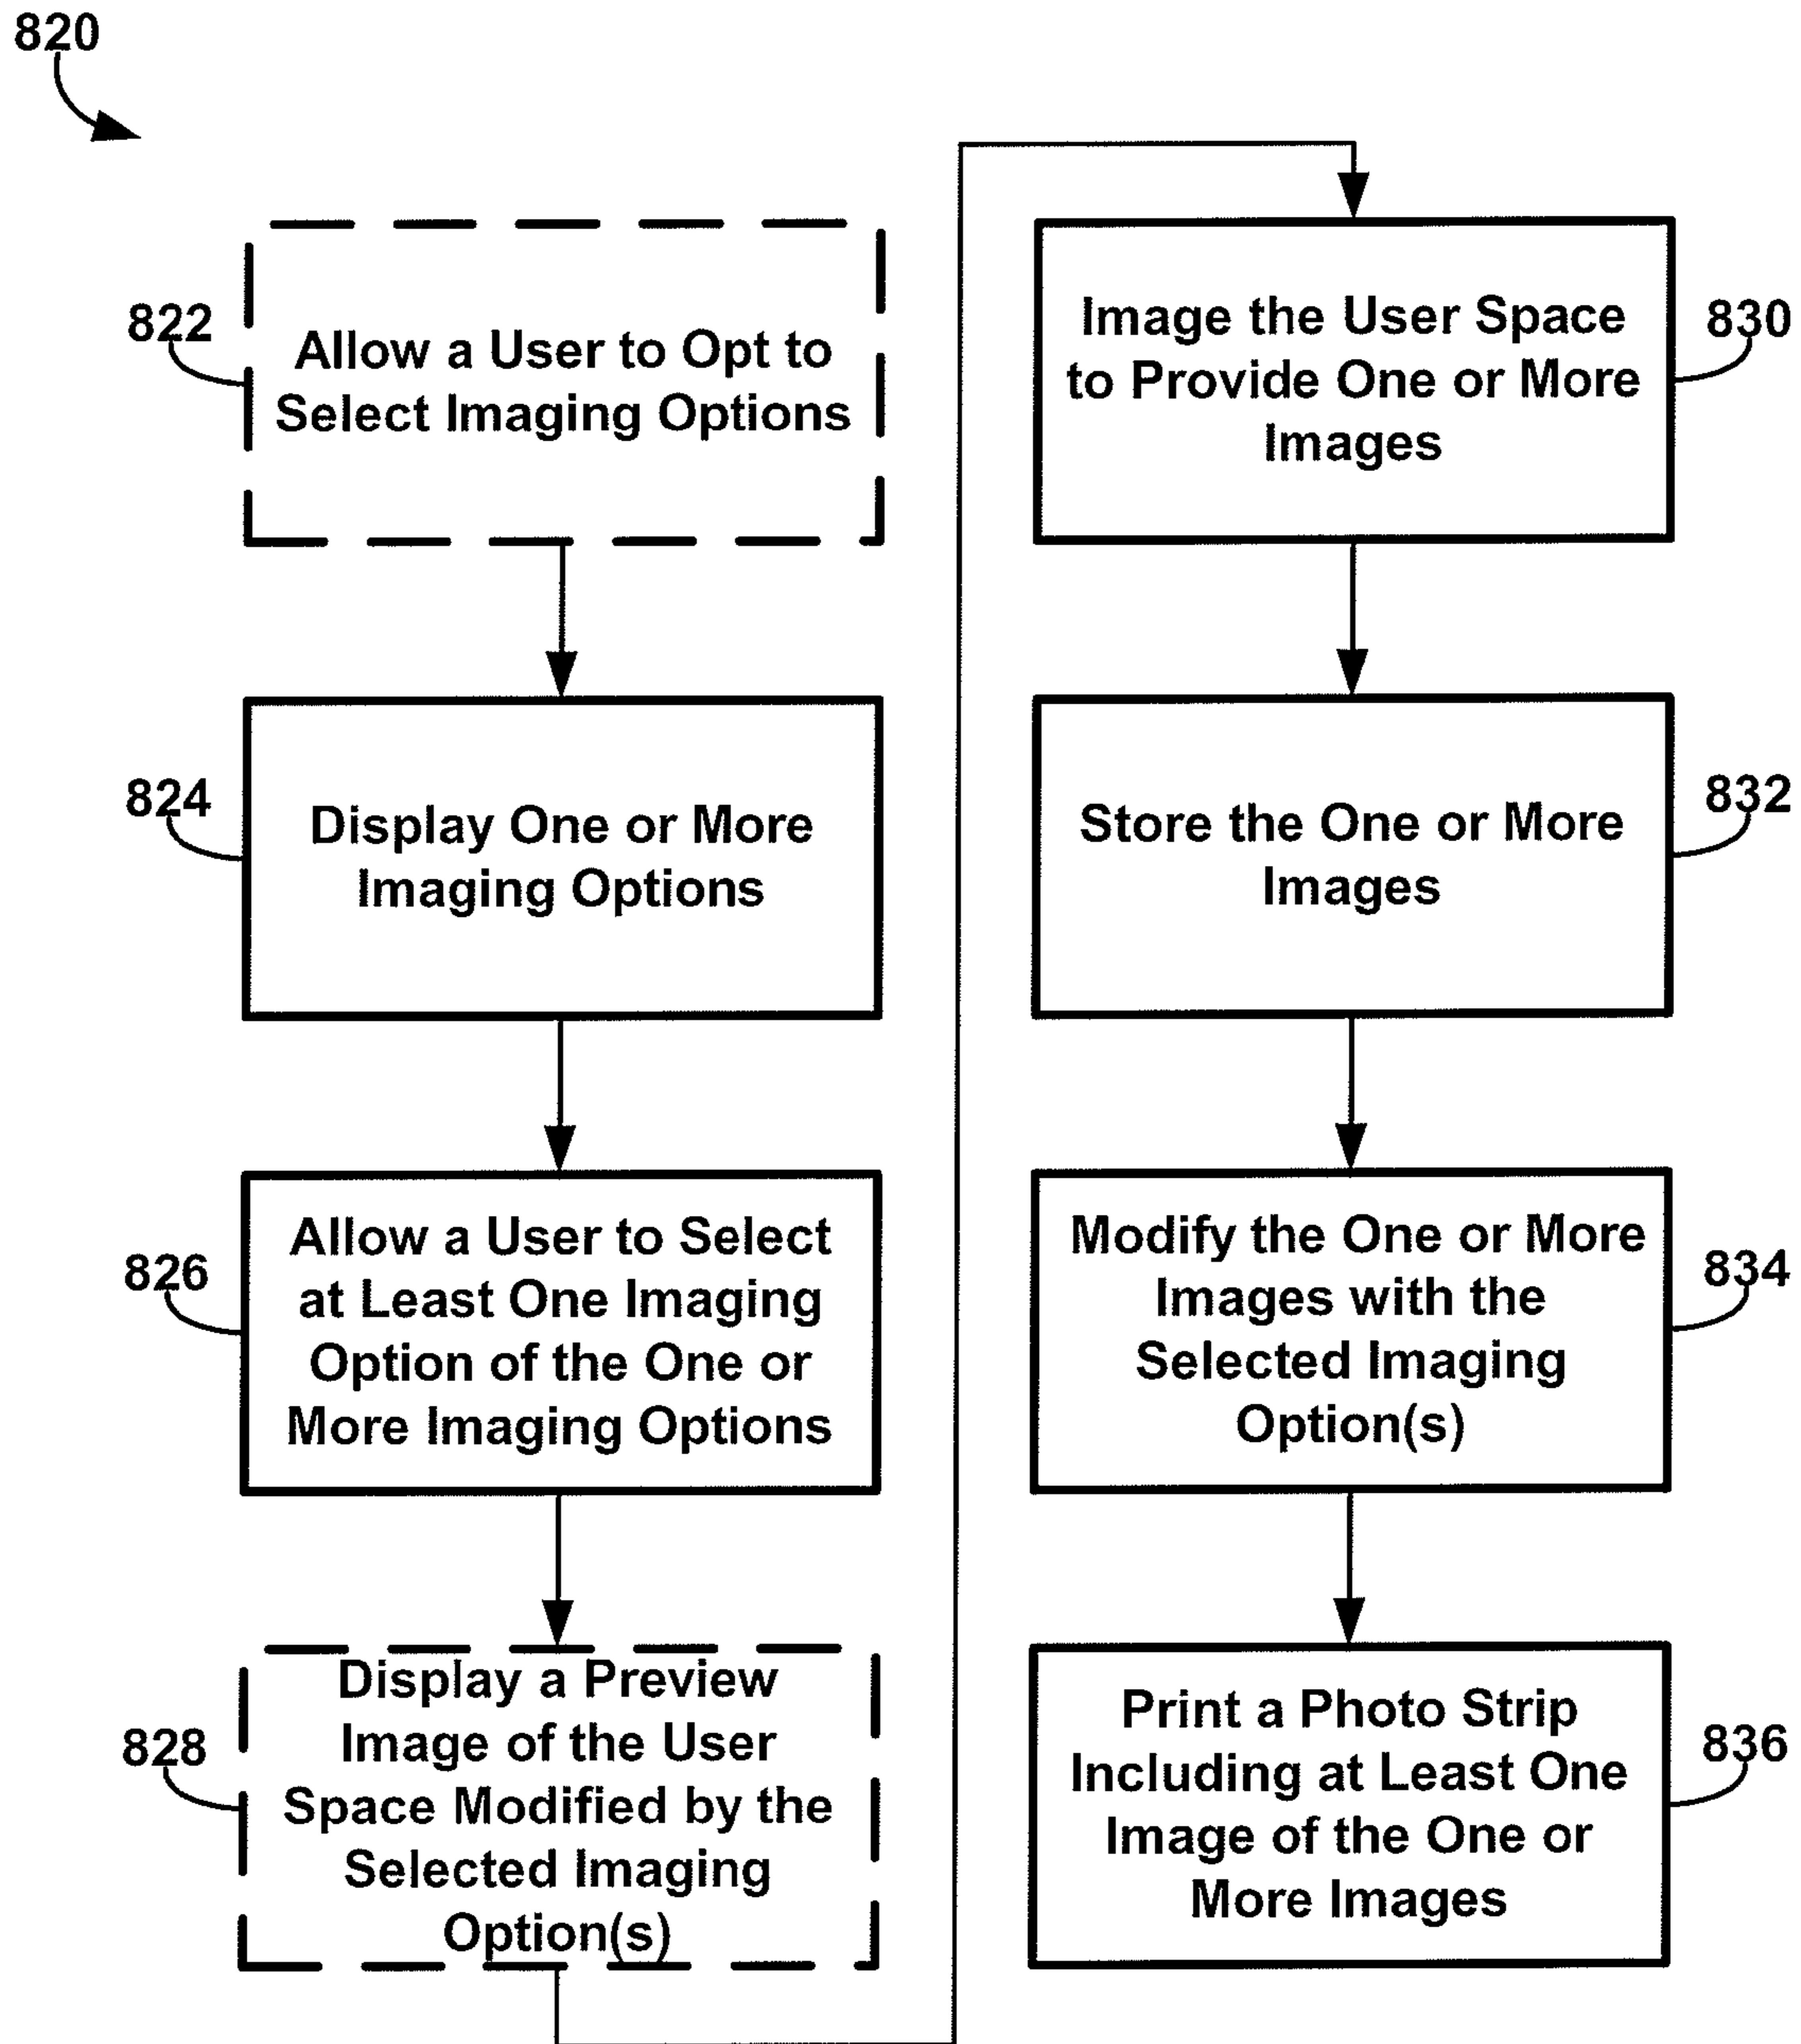 820
822
Allow a User to Opt to
Select Imaging Options
824
Display One or More
Imaging Options
826
Allow a User to Select
at Least One Imaging
Option of the One or
More Imaging Options
828
Display a Preview
Image of the User
Space Modified by the
Selected Imaging
Option(s)
Image the User Space
to Provide One or More
Images
830
Store the One or More
Images
832
Modify the One or More
Images with the
Selected Imaging
Option(s)
834
Print a Photo Strip
Including at Least One
Image of the One or
More Images
836